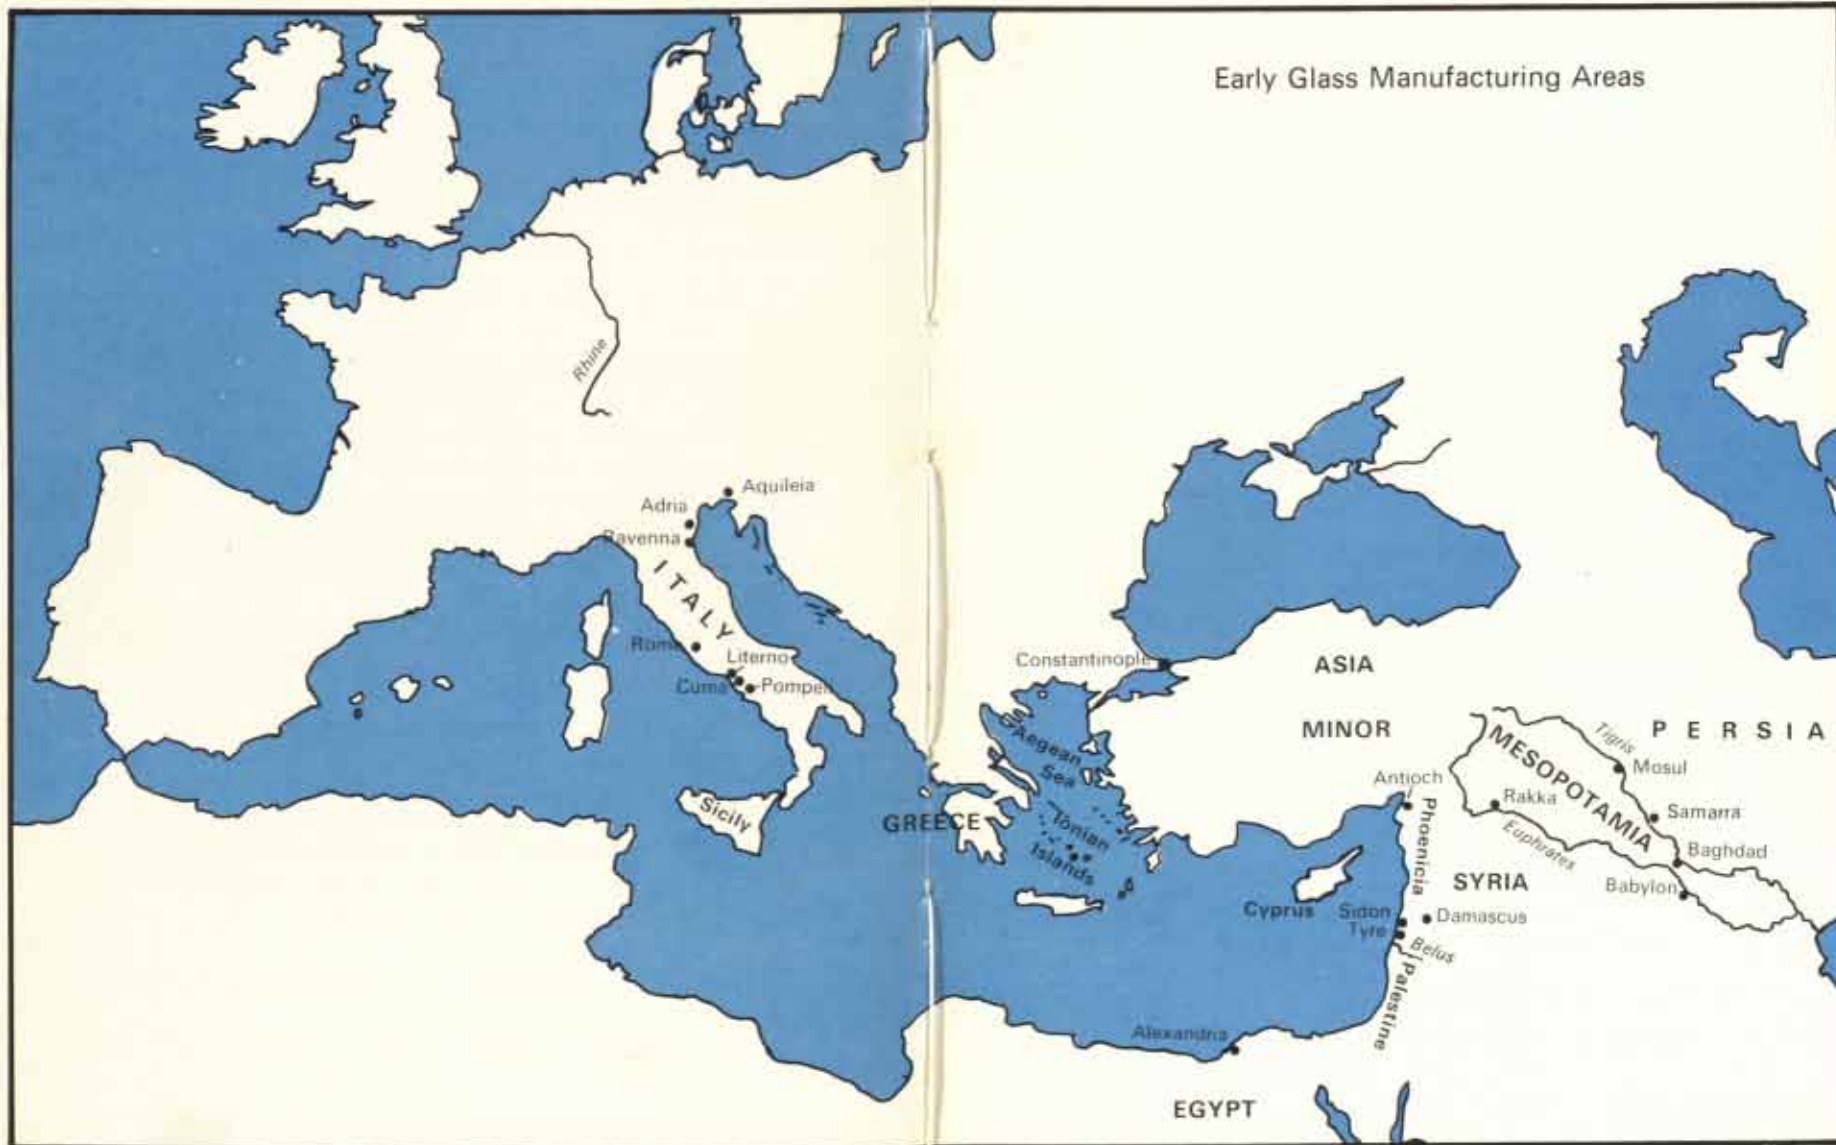 Early Glass Manufacturing Areas
Rhine
Aquileia
Adria
Ravenna
ITALY
Rome
Literno
Cuma
Pompeii
Sicily
Constantinople
ASIA
MINOR
PERSIA
Tigris
MESOPOTAMIA
Mosul
Antioch
Rakka
Samarra
Aegean
Sea
GREECE
Ionian
Islands
Phoenicia
Euphrates
Baghdad
SYRIA
Babylon
Cyprus
Sidon
Damascus
Tyre
Belus
Palestine
Alexandria
EGYPT